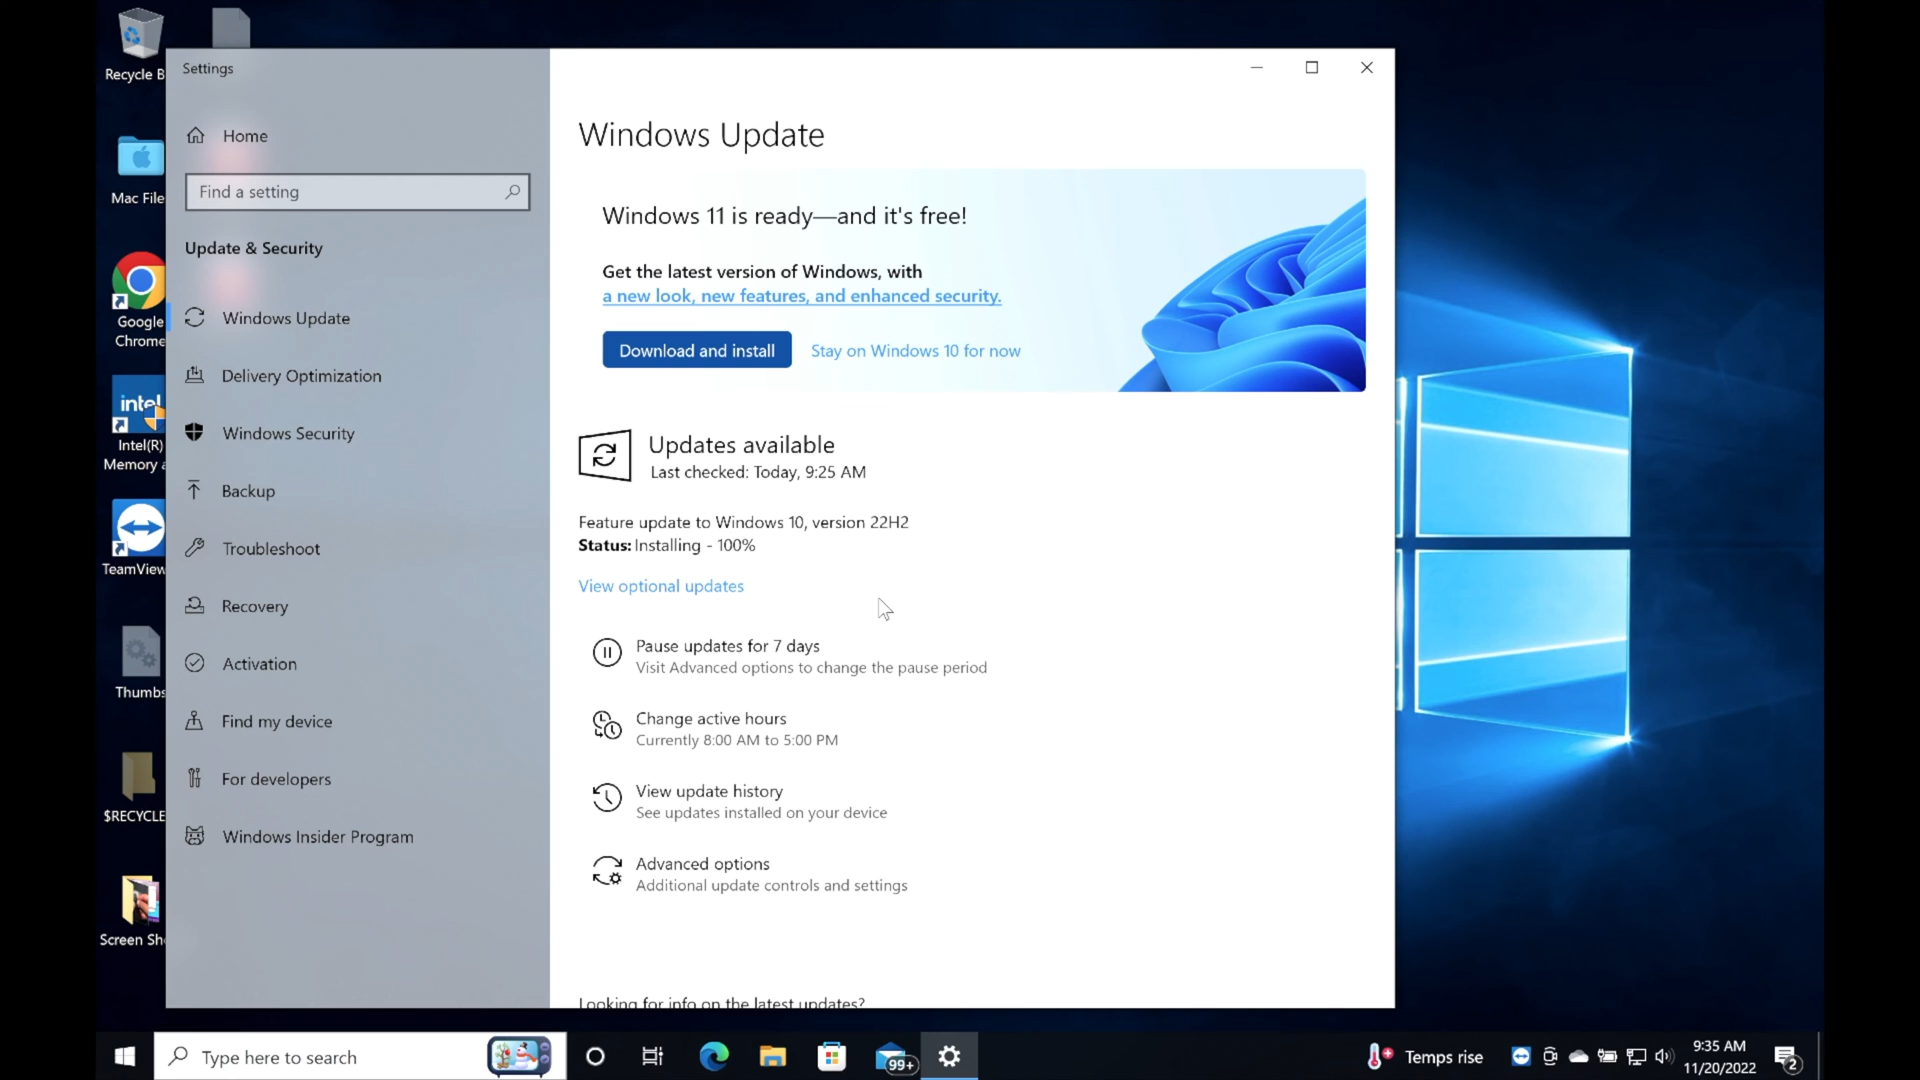 Recycle B
Mac File
Google
Chrome
intel
Intel(R)
Memory a
TeamView
Thumbs
$RECYCLE
Screen Sh
Settings
Home
Find a setting
Update & Security
Windows Update
Delivery Optimization
Windows Security
Backup
Troubleshoot
Recovery
Activation
Find my device
For developers
Windows Insider Program
Windows Update
Windows 11 is ready—and it's free!
Get the latest version of Windows, with
a new look, new features, and enhanced security.
Download and install
Stay on Windows 10 for now
Updates available
Last checked: Today, 9:25 AM
Feature update to Windows 10, version 22H2
Status: Installing - 100%
View optional updates
Pause updates for 7 days
Visit Advanced options to change the pause period
Change active hours
Currently 8:00 AM to 5:00 PM
View update history
See updates installed on your device
Advanced options
Additional update controls and settings
Looking for info on the latest updates?
Type here to search
99+
Temps rise
9:35 AM
11/20/2022
2